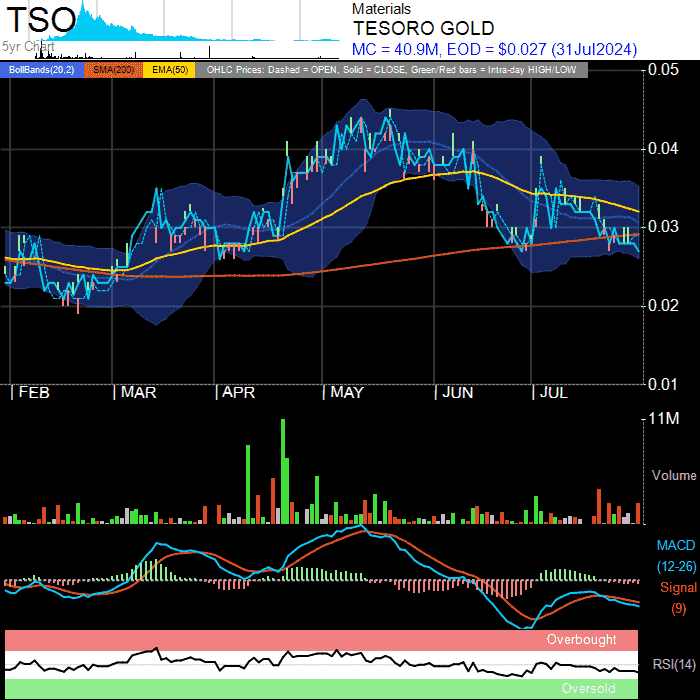 TSO
5yr Chart
Materials
TESORO GOLD
MC = 40.9M, EOD = $0.027 (31Jul2024)
BollBands(20,2) SMA(200) EMA(50) OHLC Prices: Dashed = OPEN, Solid = CLOSE, Green/Red bars = Intra-day HIGH/LOW
0.05
0.04
0.03
0.02
0.01
FEB MAR APR MAY JUN JUL
11M
Volume
MACD
(12-26)
Signal
(9)
Overbought
RSI(14)
Oversold